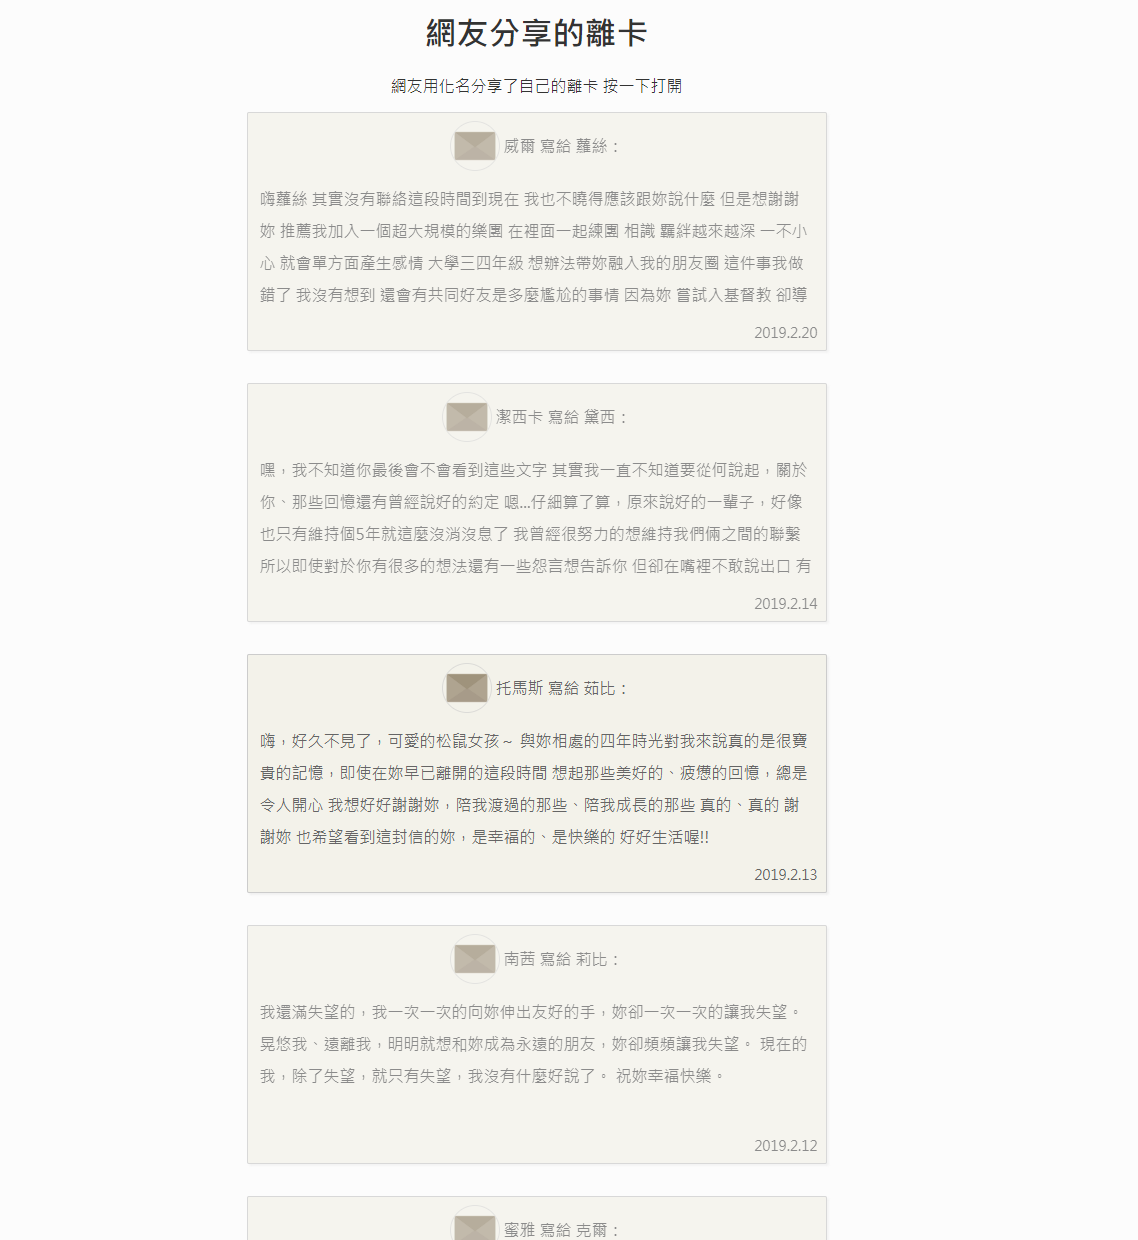 網友分享的離卡
網友用化名分享了自己的離卡 按一下打開
威爾 寫給 蘿絲：
嗨蘿絲 其實沒有聯絡這段時間到現在 我也不曉得應該跟妳說什麼 但是想謝謝
妳 推薦我加入一個超大規模的樂團 在裡面一起練團 相識 羈絆越來越深 一不小
心 就會單方面產生感情 大學三四年級 想辦法帶妳融入我的朋友圈 這件事我做
錯了 我沒有想到 還會有共同好友是多麼尷尬的事情 因為妳 嘗試入基督教 卻導
2019.2.20
潔西卡 寫給 黛西：
嘿，我不知道你最後會不會看到這些文字 其實我一直不知道要從何說起，關於
你、那些回憶還有曾經說好的約定 嗯...仔細算了算，原來說好的一輩子，好像
也只有維持個5年就這麼沒消沒息了 我曾經很努力的想維持我們倆之間的聯繫
所以即使對於你有很多的想法還有一些怨言想告訴你 但卻在嘴裡不敢說出口 有
2019.2.14
托馬斯 寫給 茹比：
嗨，好久不見了，可愛的松鼠女孩～ 與妳相處的四年時光對我來說真的是很寶
貴的記憶，即使在妳早已離開的這段時間 想起那些美好的、疲憊的回憶，總是
令人開心 我想好好謝謝妳，陪我渡過的那些、陪我成長的那些 真的、真的 謝
謝妳 也希望看到這封信的妳，是幸福的、是快樂的 好好生活喔!!
2019.2.13
南茜 寫給 莉比：
我還滿失望的，我一次一次的向妳伸出友好的手，妳卻一次一次的讓我失望。
晃悠我、遠離我，明明就想和妳成為永遠的朋友，妳卻頻頻讓我失望。 現在的
我，除了失望，就只有失望，我沒有什麼好說了。 祝妳幸福快樂。
2019.2.12
蜜雅 寫給 克爾：